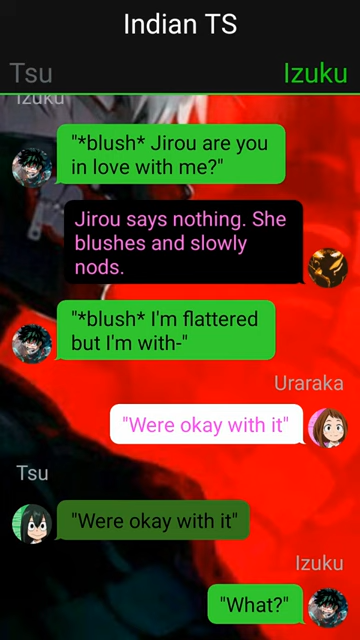 Indian TS
Tsu
Izuku
Izuku
"*blush* Jirou are you
in love with me?"
Jirou says nothing. She
blushes and slowly
nods.
"*blush* I'm flattered
but I'm with-"
Uraraka
"Were okay with it"
Tsu
"Were okay with it"
Izuku
"What?"